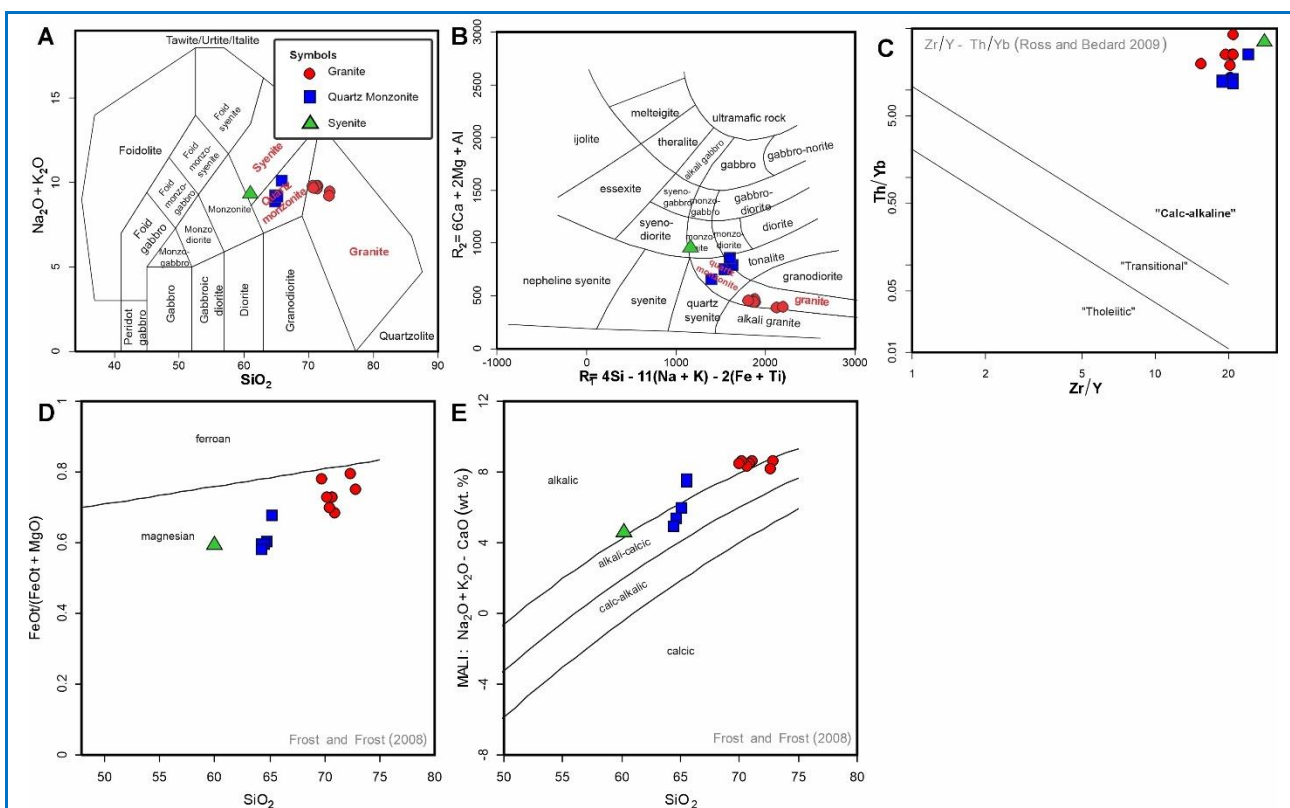 A
Na₂O + K₂O
15
10
5
0
Tawite/Urtite/Italite
Foidolite
Foid syenite
Foid monzo-syenite
Foid monzo-gabbro
Foid gabbro
Syenite
Monzonite
Quartz monzonite
Monzo diorite
Monzo-gabbro
Granite
Peridot gabbro
Gabbro
Gabbroic diorite
Diorite
Granodiorite
Quartzolite
40 50 60 70 80 90
SiO₂
Symbols
Granite
Quartz Monzonite
Syenite
B
R₂= 6Ca + 2Mg + Al
3000
2500
2000
1500
1000
500
0
melteigite
ultramafic rock
ijolite
theralite
alkali gabbro
gabbro
gabbro-norite
essexite
syeno-gabbro
monzo-gabbro
gabbro-diorite
syeno-diorite
monzonite
monzo-diorite
diorite
quartz monzonite
tonalite
nepheline syenite
granodiorite
syenite
quartz syenite
granite
alkali granite
-1000 0 1000 2000 3000
R₁= 4Si - 11(Na + K) - 2(Fe + Ti)
C
Zr/Y - Th/Yb (Ross and Bedard 2009)
Th/Yb
5.00
0.50
0.05
0.01
"Calc-alkaline"
"Transitional"
"Tholeiitic"
1 2 5 10 20
Zr/Y
D
FeOt/(FeOt + MgO)
1
0.8
0.6
0.4
0.2
0
ferroan
magnesian
Frost and Frost (2008)
50 55 60 65 70 75 80
SiO₂
E
MALI : Na₂O + K₂O - CaO (wt. %)
12
8
4
0
-4
-8
alkalic
alkali-calcic
calc-alkalic
calcic
Frost and Frost (2008)
50 60 65 70 75 80
SiO₂